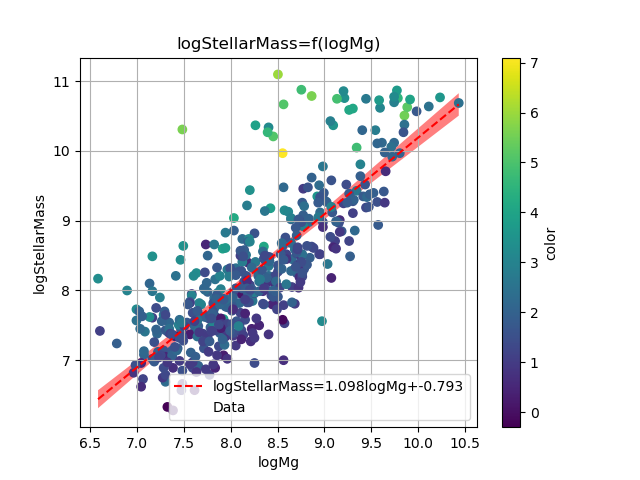 logStellarMass=f(logMg)
11
10
9
8
7
logStellarMass
6.5 7.0 7.5 8.0 8.5 9.0 9.5 10.0 10.5
logMg
logStellarMass=1.098logMg+-0.793
Data
7
6
5
4
3
2
1
0
color